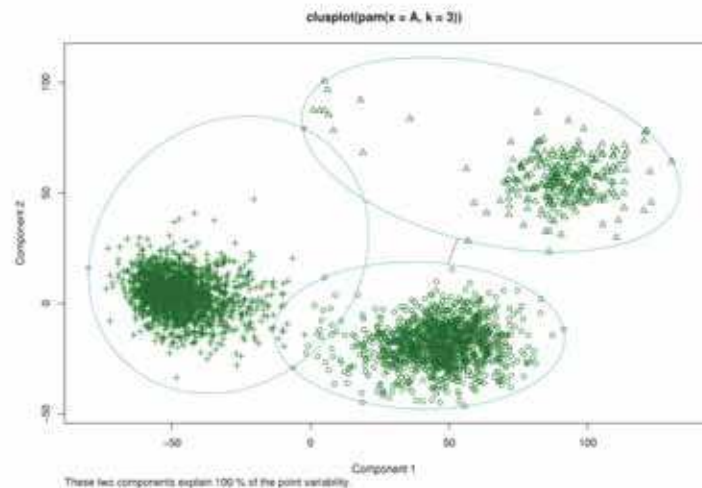 clusplot(pam(x = A, k = 3))
Component 2
100
50
0
-50
-50
0
50
100
Component 1
These two components explain 100 % of the point variability.